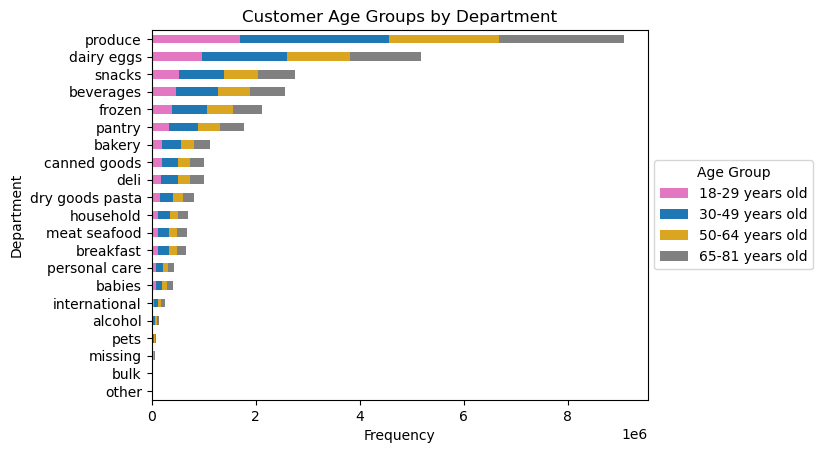 Customer Age Groups by Department
Department
produce
dairy eggs
snacks
beverages
frozen
pantry
bakery
canned goods
deli
dry goods pasta
household
meat seafood
breakfast
personal care
babies
international
alcohol
pets
missing
bulk
other
0 2 4 6 8
1e6
Frequency
Age Group
18-29 years old
30-49 years old
50-64 years old
65-81 years old